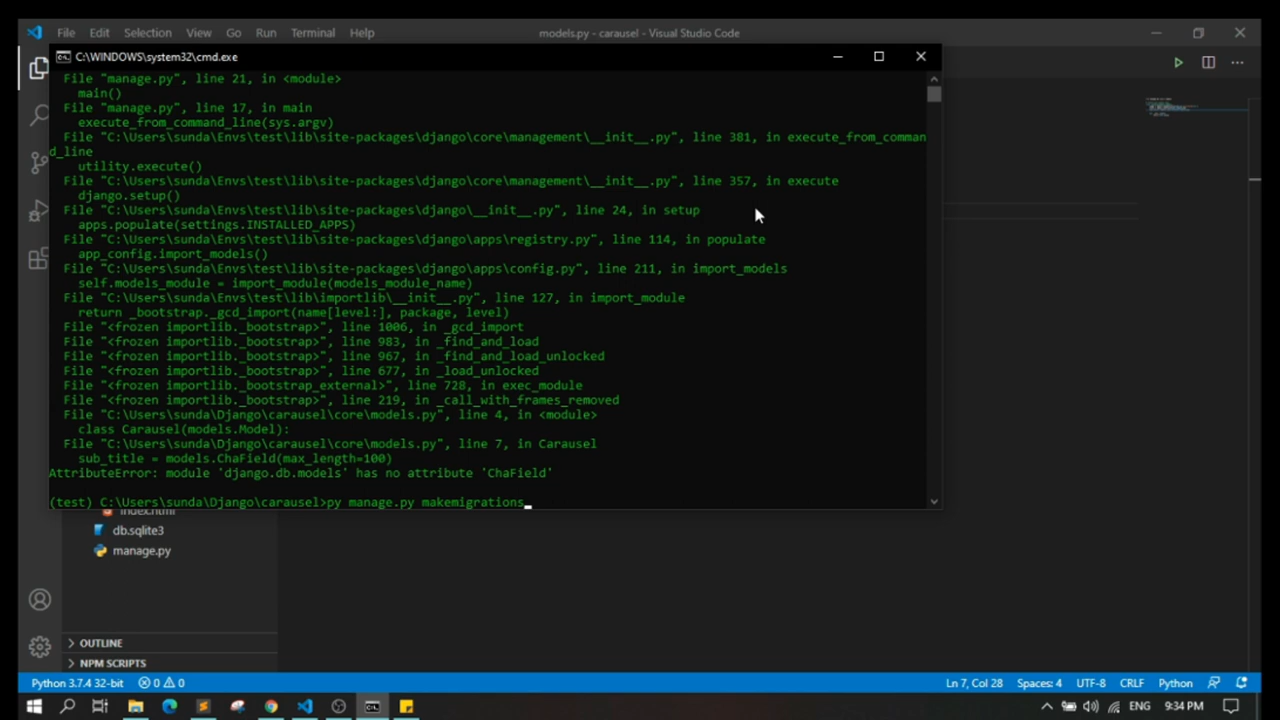 File Edit Selection View Go Run Terminal Help models.py - carausel - Visual Studio Code
C:\WINDOWS\system32\cmd.exe
File "manage.py", line 21, in <module>
main()
File "manage.py", line 17, in main
execute_from_command_line(sys.argv)
File "C:\Users\sunda\Envs\test\lib\site-packages\django\core\management\__init__.py", line 381, in execute_from_comman
d_line
utility.execute()
File "C:\Users\sunda\Envs\test\lib\site-packages\django\core\management\__init__.py", line 357, in execute
django.setup()
File "C:\Users\sunda\Envs\test\lib\site-packages\django\__init__.py", line 24, in setup
apps.populate(settings.INSTALLED_APPS)
File "C:\Users\sunda\Envs\test\lib\site-packages\django\apps\registry.py", line 114, in populate
app_config.import_models()
File "C:\Users\sunda\Envs\test\lib\site-packages\django\apps\config.py", line 211, in import_models
self.models_module = import_module(models_module_name)
File "C:\Users\sunda\Envs\test\lib\importlib\__init__.py", line 127, in import_module
return _bootstrap._gcd_import(name[level:], package, level)
File "<frozen importlib._bootstrap>", line 1006, in _gcd_import
File "<frozen importlib._bootstrap>", line 983, in _find_and_load
File "<frozen importlib._bootstrap>", line 967, in _find_and_load_unlocked
File "<frozen importlib._bootstrap>", line 677, in _load_unlocked
File "<frozen importlib._bootstrap_external>", line 728, in exec_module
File "<frozen importlib._bootstrap>", line 219, in _call_with_frames_removed
File "C:\Users\sunda\Django\carausel\core\models.py", line 4, in <module>
class Carausel(models.Model):
File "C:\Users\sunda\Django\carausel\core\models.py", line 7, in Carausel
sub_title = models.ChaField(max_length=100)
AttributeError: module 'django.db.models' has no attribute 'ChaField'
(test) C:\Users\sunda\Django\carausel>py manage.py makemigrations
index.html
db.sqlite3
manage.py
OUTLINE
NPM SCRIPTS
Python 3.7.4 32-bit 0 0 Ln 7, Col 28 Spaces: 4 UTF-8 CRLF Python
ENG 9:34 PM